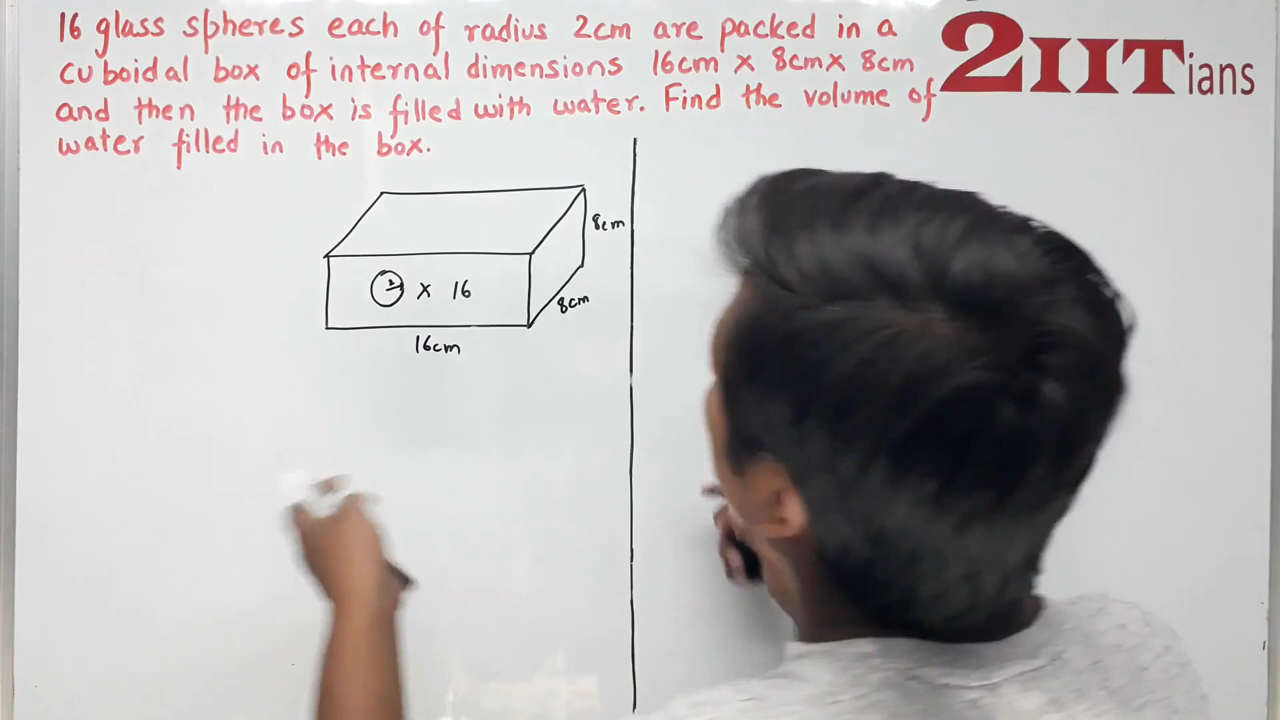 16 glass spheres each of radius 2cm are packed in a
cuboidal box of internal dimensions 16cm x 8cm x 8cm
and then the box is filled with water. Find the volume of
water filled in the box.
2IITians
8cm
2 x 16
8cm
16cm